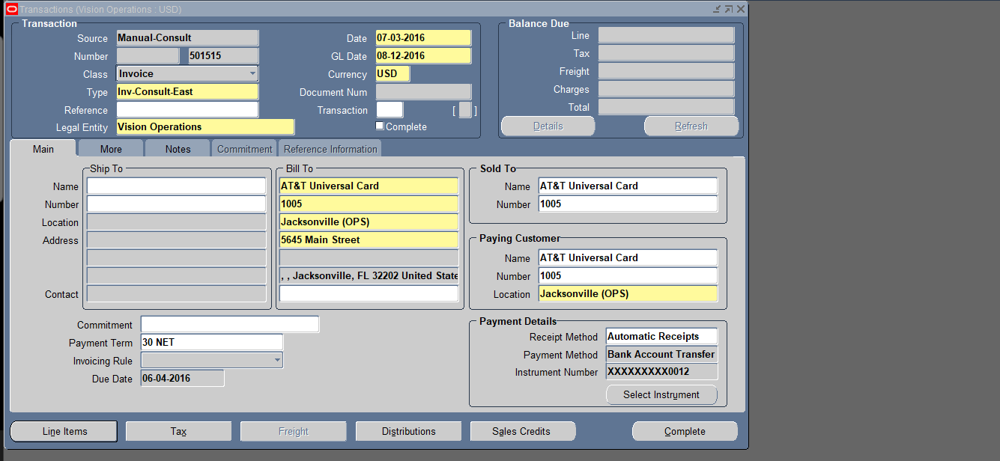 Transactions (Vision Operations : USD)
Transaction
Source Manual-Consult
Number 501515
Class Invoice
Type Inv-Consult-East
Reference
Legal Entity Vision Operations
Date 07-03-2016
GL Date 08-12-2016
Currency USD
Document Num
Transaction [ ]
Complete
Balance Due
Line
Tax
Freight
Charges
Total
Details Refresh
Main More Notes Commitment Reference Information
Ship To
Name
Number
Location
Address
Contact
Bill To
AT&T Universal Card
1005
Jacksonville (OPS)
5645 Main Street
, , Jacksonville, FL 32202 United State
Sold To
Name AT&T Universal Card
Number 1005
Paying Customer
Name AT&T Universal Card
Number 1005
Location Jacksonville (OPS)
Commitment
Payment Term 30 NET
Invoicing Rule
Due Date 06-04-2016
Payment Details
Receipt Method Automatic Receipts
Payment Method Bank Account Transfer
Instrument Number XXXXXXXXX0012
Select Instrument
Line Items Tax Freight Distributions Sales Credits Complete